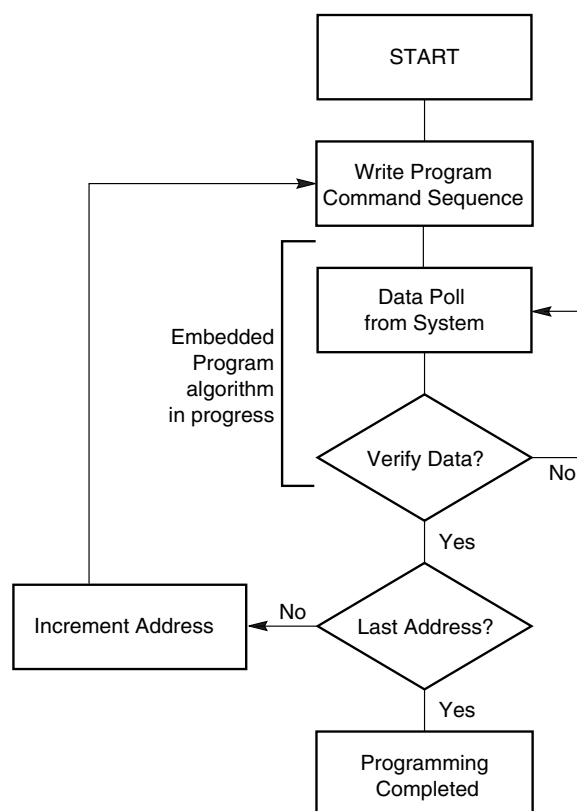 START
Write Program
Command Sequence
Data Poll
from System
Embedded
Program
algorithm
in progress
Verify Data?
No
Yes
Last Address?
No
Increment Address
Yes
Programming
Completed